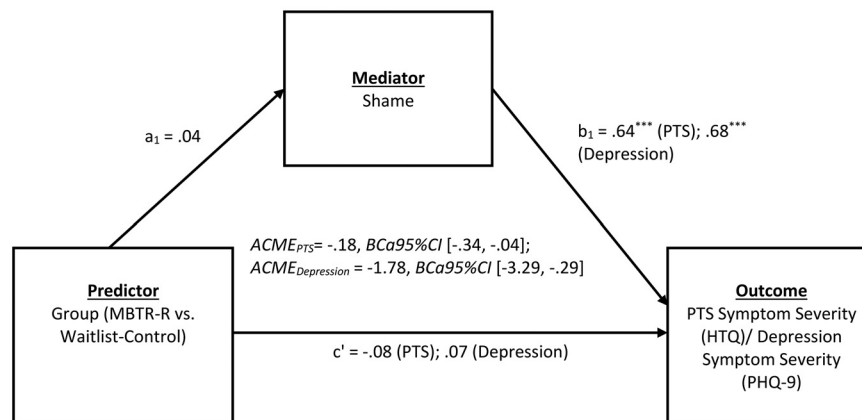 Mediator
Shame
a₁ = .04
b₁ = .64*** (PTS); .68***
(Depression)
ACME_PTS= -.18, BCa95%CI [-.34, -.04];
ACME_Depression = -1.78, BCa95%CI [-3.29, -.29]
Predictor
Group (MBTR-R vs.
Waitlist-Control)
c' = -.08 (PTS); .07 (Depression)
Outcome
PTS Symptom Severity
(HTQ)/ Depression
Symptom Severity
(PHQ-9)